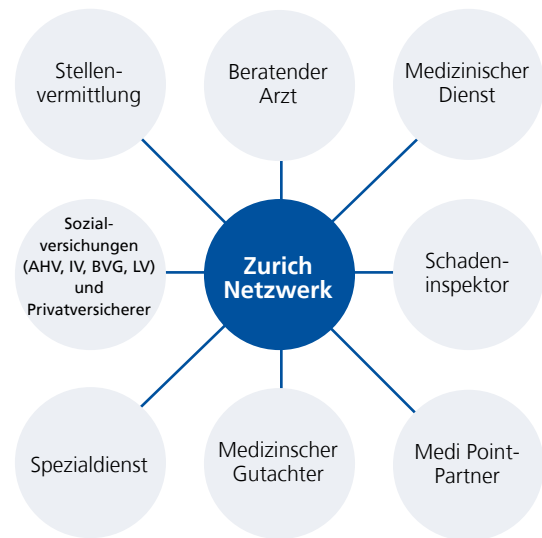 Stellen-
vermittlung
Beratender
Arzt
Medizinischer
Dienst
Sozial-
versichungen
(AHV, IV, BVG, LV)
und
Privatversicherer
Zurich
Netzwerk
Schaden-
inspektor
Spezialdienst
Medizinscher
Gutachter
Medi Point-
Partner